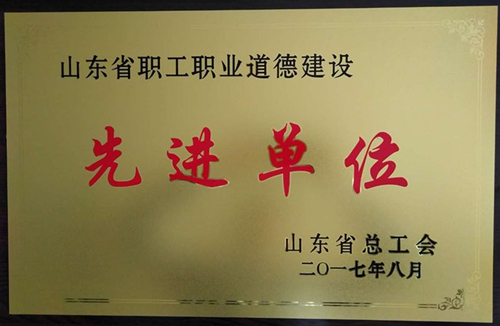 山东省职工职业道德建设
先进单位
山东省总工会
二〇一七年八月